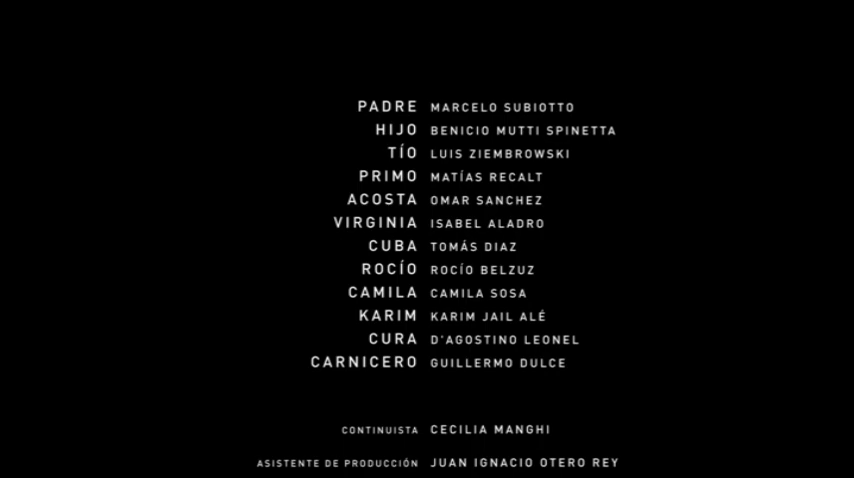 PADRE MARCELO SUBIOTTO
HIJO BENICIO MUTTI SPINETTA
TÍO LUIS ZIEMBROWSKI
PRIMO MATÍAS RECALT
ACOSTA OMAR SANCHEZ
VIRGINIA ISABEL ALADRO
CUBA TOMÁS DIAZ
ROCÍO ROCÍO BELZUZ
CAMILA CAMILA SOSA
KARIM KARIM JAIL ALÉ
CURA D'AGOSTINO LEONEL
CARNICERO GUILLERMO DULCE
CONTINUISTA CECILIA MANGHI
ASISTENTE DE PRODUCCIÓN JUAN IGNACIO OTERO REY